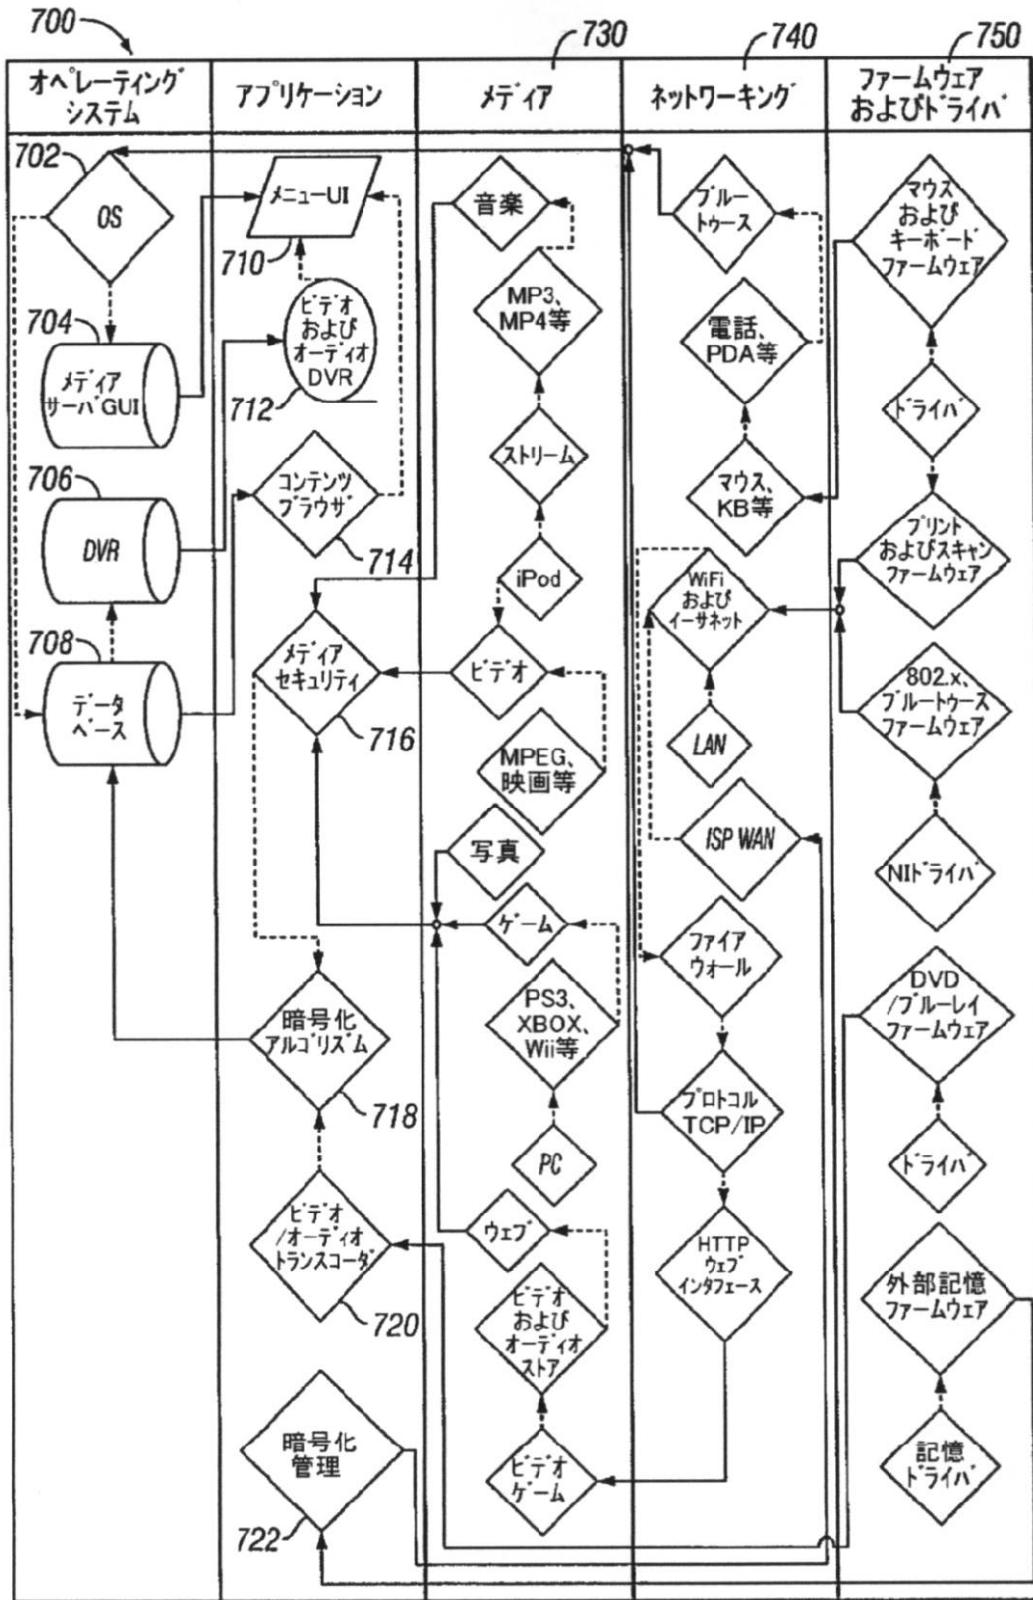 700
730
740
750
オペレーティング
システム
アプリケーション
メディア
ネットワーキング
ファームウェア
およびドライバ
702
OS
704
メディア
サーバGUI
706
DVR
708
データ
ベース
メニューUI
710
ビデオ
および
オーディオ
DVR
712
コンテンツ
ブラウザ
714
メディア
セキュリティ
716
暗号化
アルゴリズム
718
ビデオ
/オーディオ
トランスコーダ
720
暗号化
管理
722
音楽
MP3、
MP4等
ストリーム
iPod
ビデオ
MPEG、
映画等
写真
ゲーム
PS3、
XBOX、
Wii等
PC
ウェブ
ビデオ
および
オーディオ
ストア
ビデオ
ゲーム
ブルー
トゥース
電話、
PDA等
マウス、
KB等
WiFi
および
イーサネット
LAN
ISP WAN
ファイア
ウォール
プロトコル
TCP/IP
HTTP
ウェブ
インタフェース
マウス
および
キーボード
ファームウェア
ドライバ
プリント
およびスキャン
ファームウェア
802.x、
ブルートゥース
ファームウェア
NIドライバ
DVD
/ブルーレイ
ファームウェア
ドライバ
外部記憶
ファームウェア
記憶
ドライバ